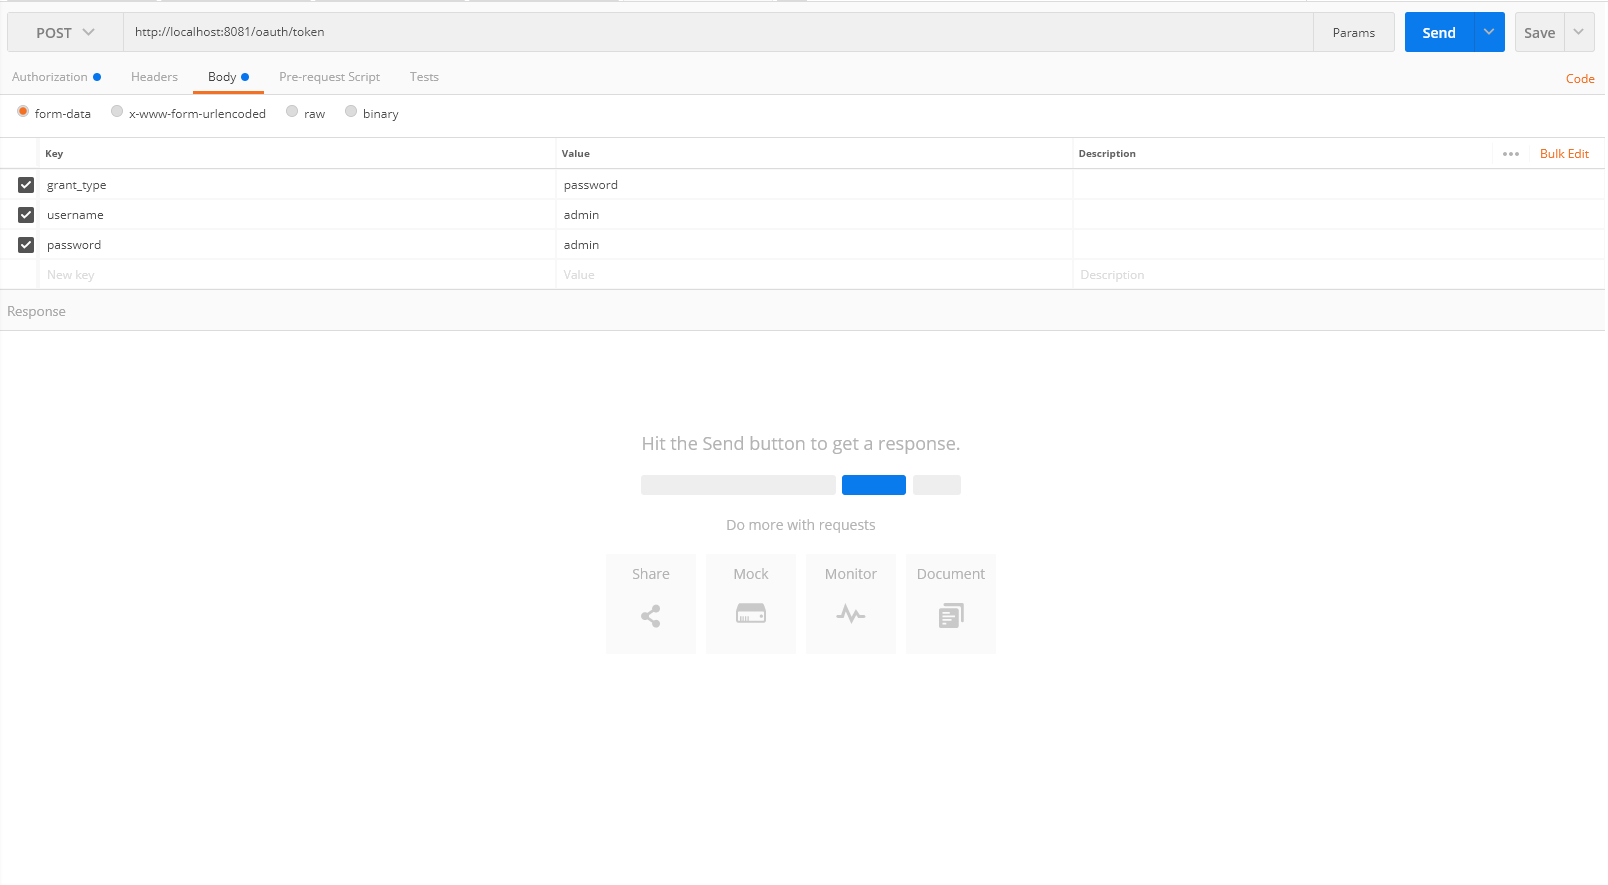 POST http://localhost:8081/oauth/token Params Send Save
Authorization Headers Body Pre-request Script Tests Code
form-data x-www-form-urlencoded raw binary
Key Value Description Bulk Edit
grant_type password
username admin
password admin
New key Value Description
Response
Hit the Send button to get a response.
Do more with requests
Share Mock Monitor Document